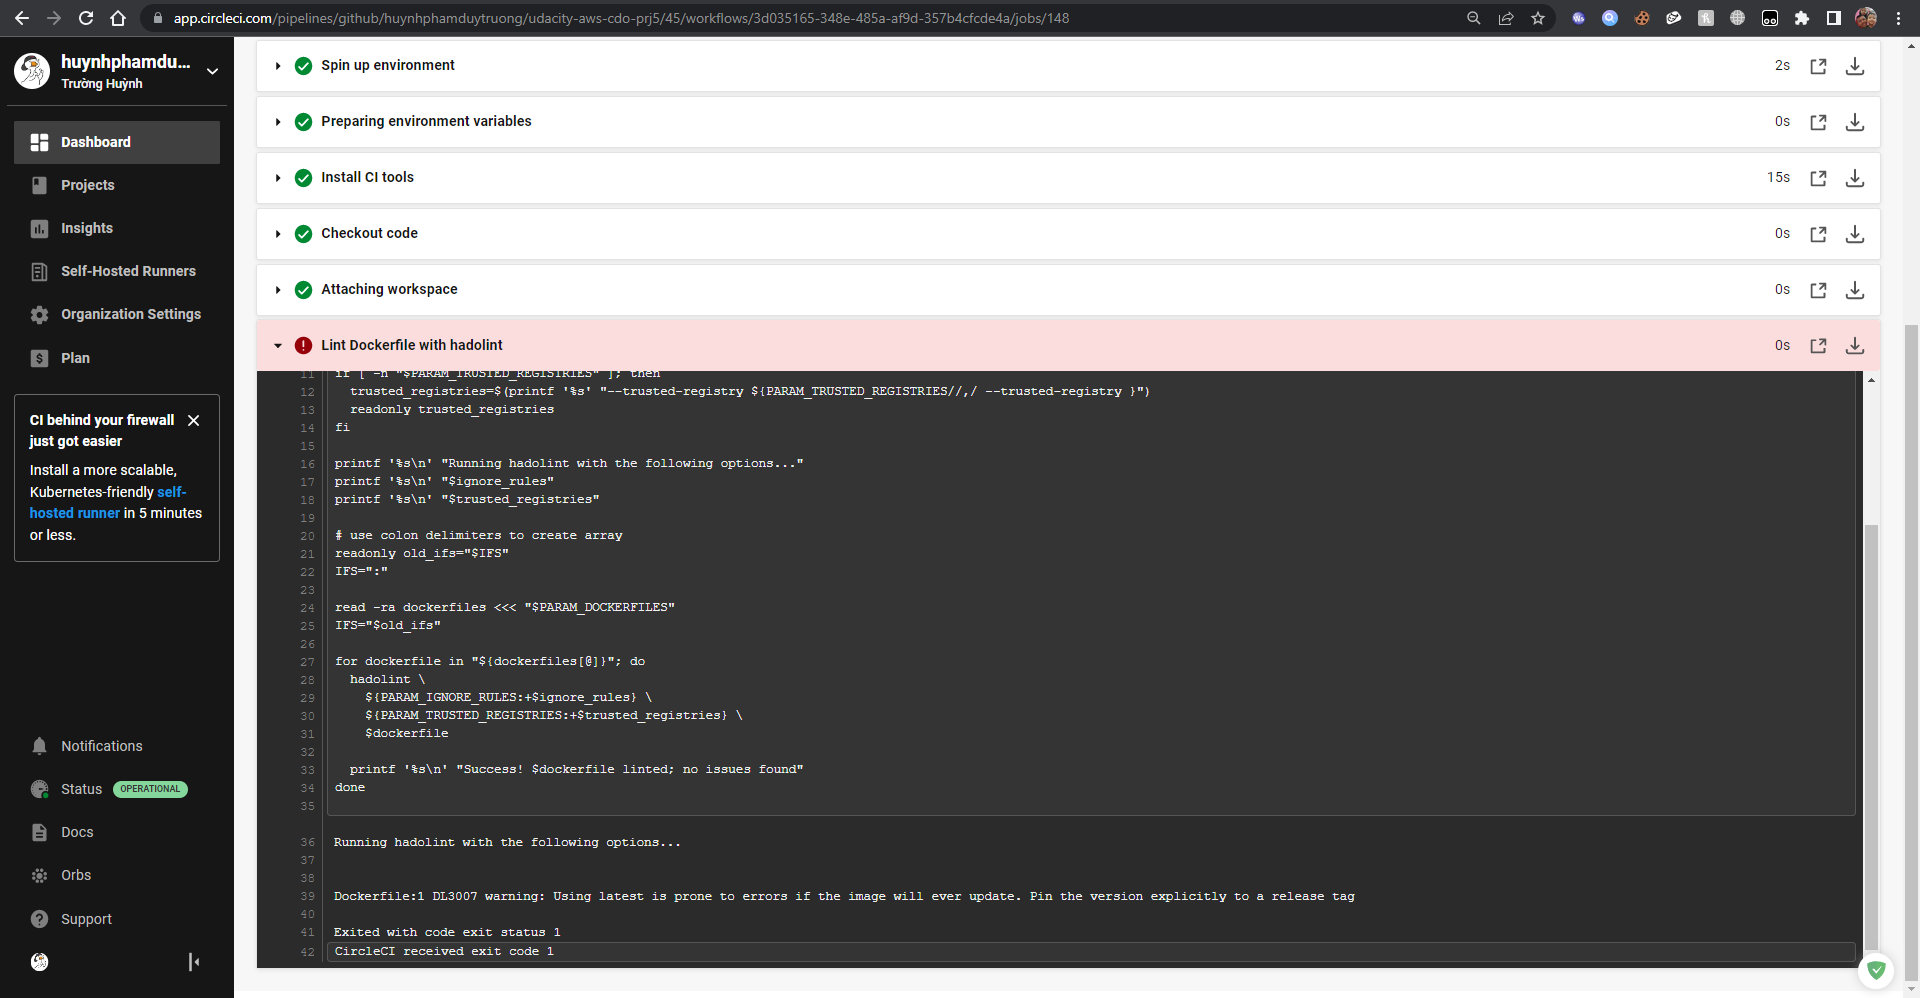 app.circleci.com/pipelines/github/huynhphamduytruong/udacity-aws-cdo-prj5/45/workflows/3d035165-348e-485a-af9d-357b4cfcde4a/jobs/148
huynhphamdu...
Trường Huỳnh
Dashboard
Projects
Insights
Self-Hosted Runners
Organization Settings
Plan
CI behind your firewall
just got easier
Install a more scalable,
Kubernetes-friendly self-
hosted runner in 5 minutes
or less.
Notifications
Status OPERATIONAL
Docs
Orbs
Support
Spin up environment 2s
Preparing environment variables 0s
Install CI tools 15s
Checkout code 0s
Attaching workspace 0s
Lint Dockerfile with hadolint 0s
11 if [ -n "$PARAM_TRUSTED_REGISTRIES" ]; then
12 trusted_registries=$(printf '%s' "--trusted-registry ${PARAM_TRUSTED_REGISTRIES//,/ --trusted-registry }")
13 readonly trusted_registries
14 fi
15
16 printf '%s\n' "Running hadolint with the following options..."
17 printf '%s\n' "$ignore_rules"
18 printf '%s\n' "$trusted_registries"
19
20 # use colon delimiters to create array
21 readonly old_ifs="$IFS"
22 IFS=":"
23
24 read -ra dockerfiles <<< "$PARAM_DOCKERFILES"
25 IFS="$old_ifs"
26
27 for dockerfile in "${dockerfiles[@]}"; do
28 hadolint \
29 ${PARAM_IGNORE_RULES:+$ignore_rules} \
30 ${PARAM_TRUSTED_REGISTRIES:+$trusted_registries} \
31 $dockerfile
32
33 printf '%s\n' "Success! $dockerfile linted; no issues found"
34 done
35
36 Running hadolint with the following options...
37
38
39 Dockerfile:1 DL3007 warning: Using latest is prone to errors if the image will ever update. Pin the version explicitly to a release tag
40
41 Exited with code exit status 1
42 CircleCI received exit code 1